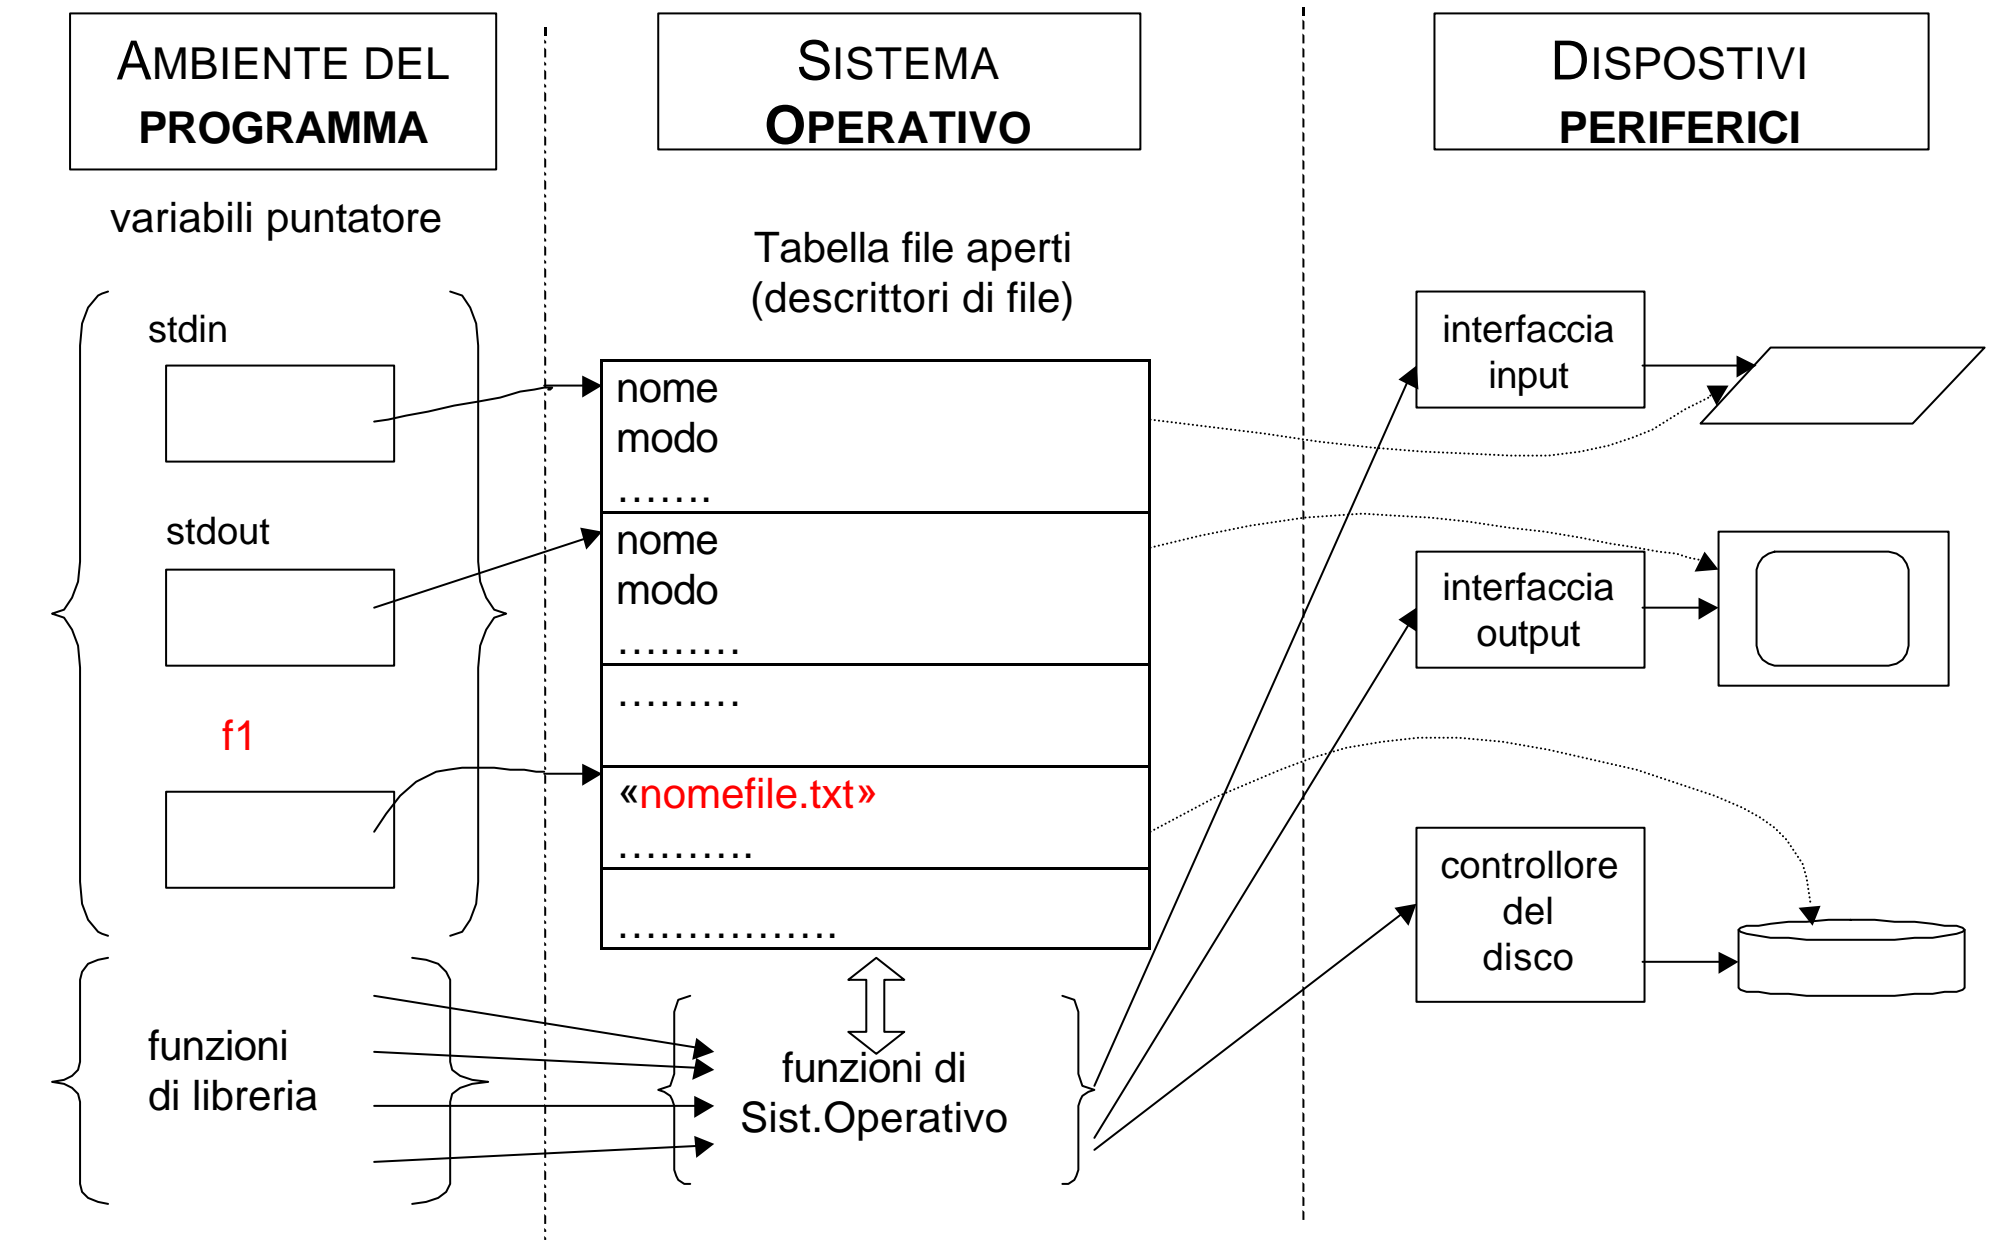 AMBIENTE DEL
PROGRAMMA
variabili puntatore
stdin
stdout
f1
funzioni
di libreria
SISTEMA
OPERATIVO
Tabella file aperti
(descrittori di file)
nome
modo
.......
nome
modo
.........
.........
«nomefile.txt»
..........
................
funzioni di
Sist.Operativo
DISPOSTIVI
PERIFERICI
interfaccia
input
interfaccia
output
controllore
del
disco